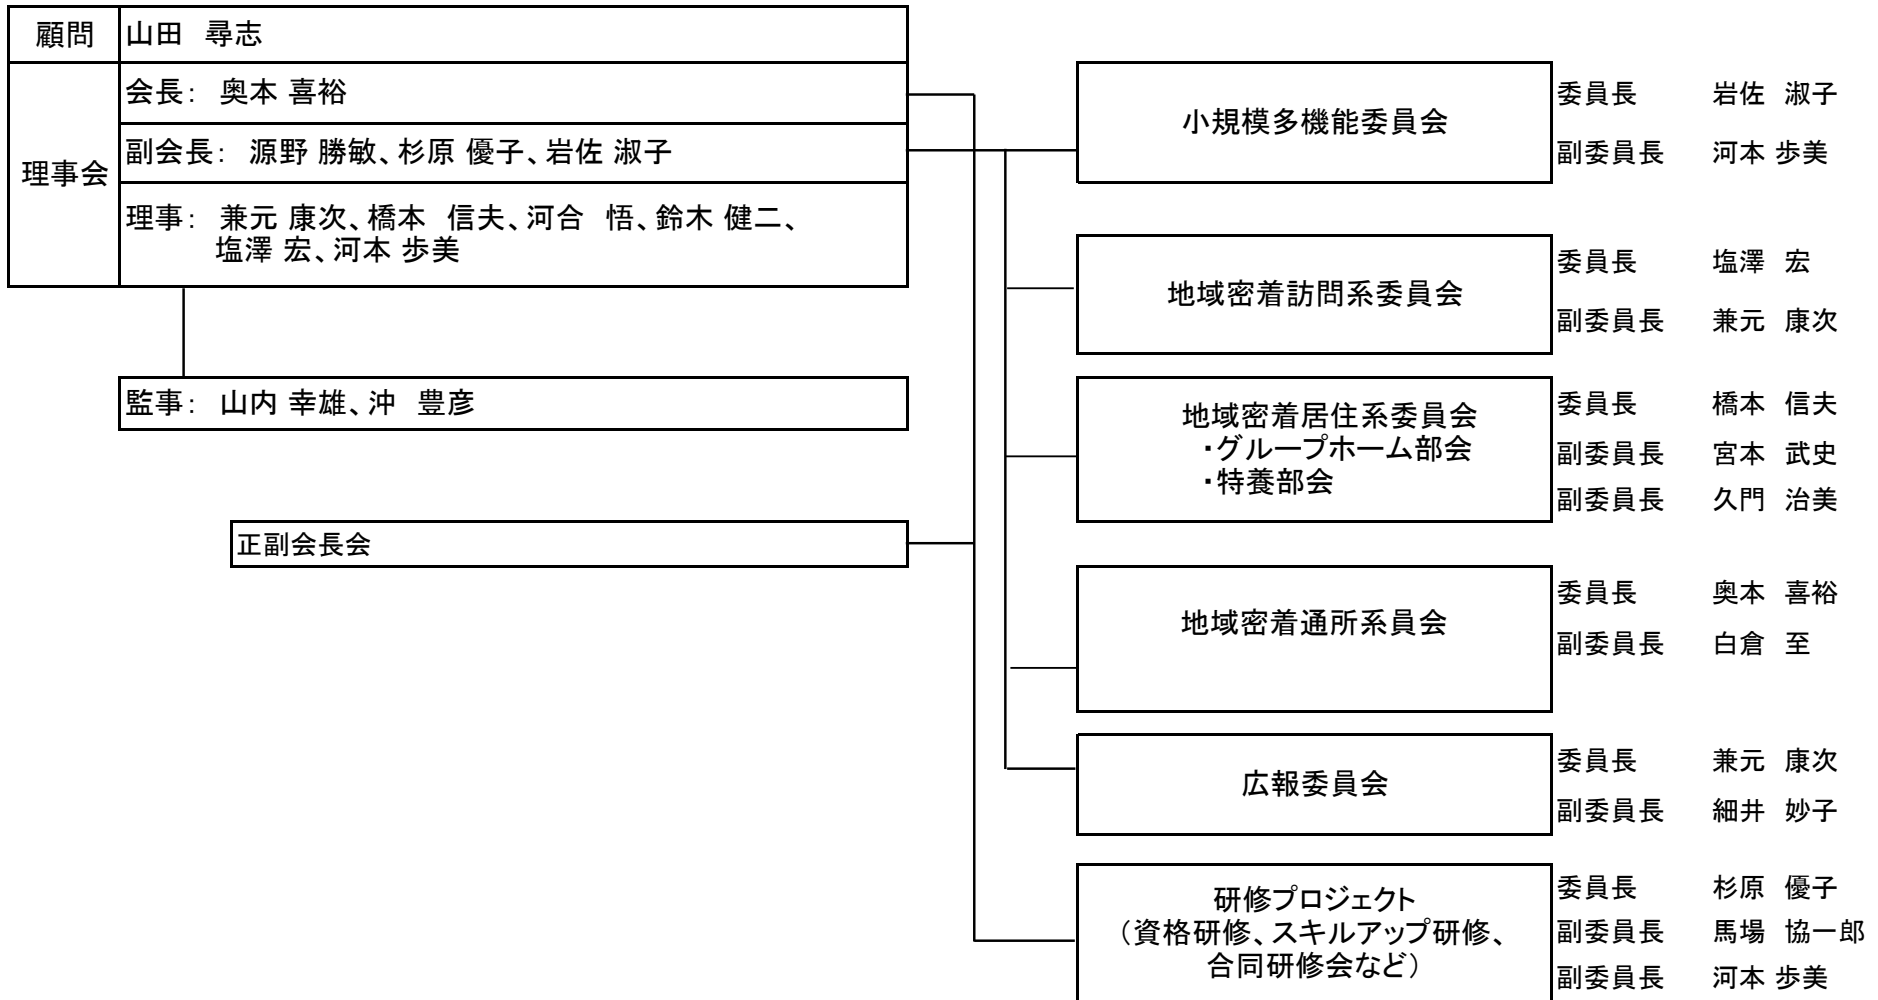 顧問 山田　尋志
理事会
会長： 奥本 喜裕
副会長： 源野 勝敏、杉原 優子、岩佐 淑子
理事： 兼元 康次、橋本　信夫、河合　悟、鈴木 健二、
塩澤 宏、河本 歩美
監事： 山内 幸雄、沖　豊彦
正副会長会
小規模多機能委員会
委員長 岩佐　淑子
副委員長 河本 歩美
地域密着訪問系委員会
委員長 塩澤　宏
副委員長 兼元　康次
地域密着居住系委員会
・グループホーム部会
・特養部会
委員長 橋本　信夫
副委員長 宮本　武史
副委員長 久門　治美
地域密着通所系員会
委員長 奥本　喜裕
副委員長 白倉　至
広報委員会
委員長 兼元　康次
副委員長 細井　妙子
研修プロジェクト
（資格研修、スキルアップ研修、
合同研修会など）
委員長 杉原　優子
副委員長 馬場　協一郎
副委員長 河本 歩美